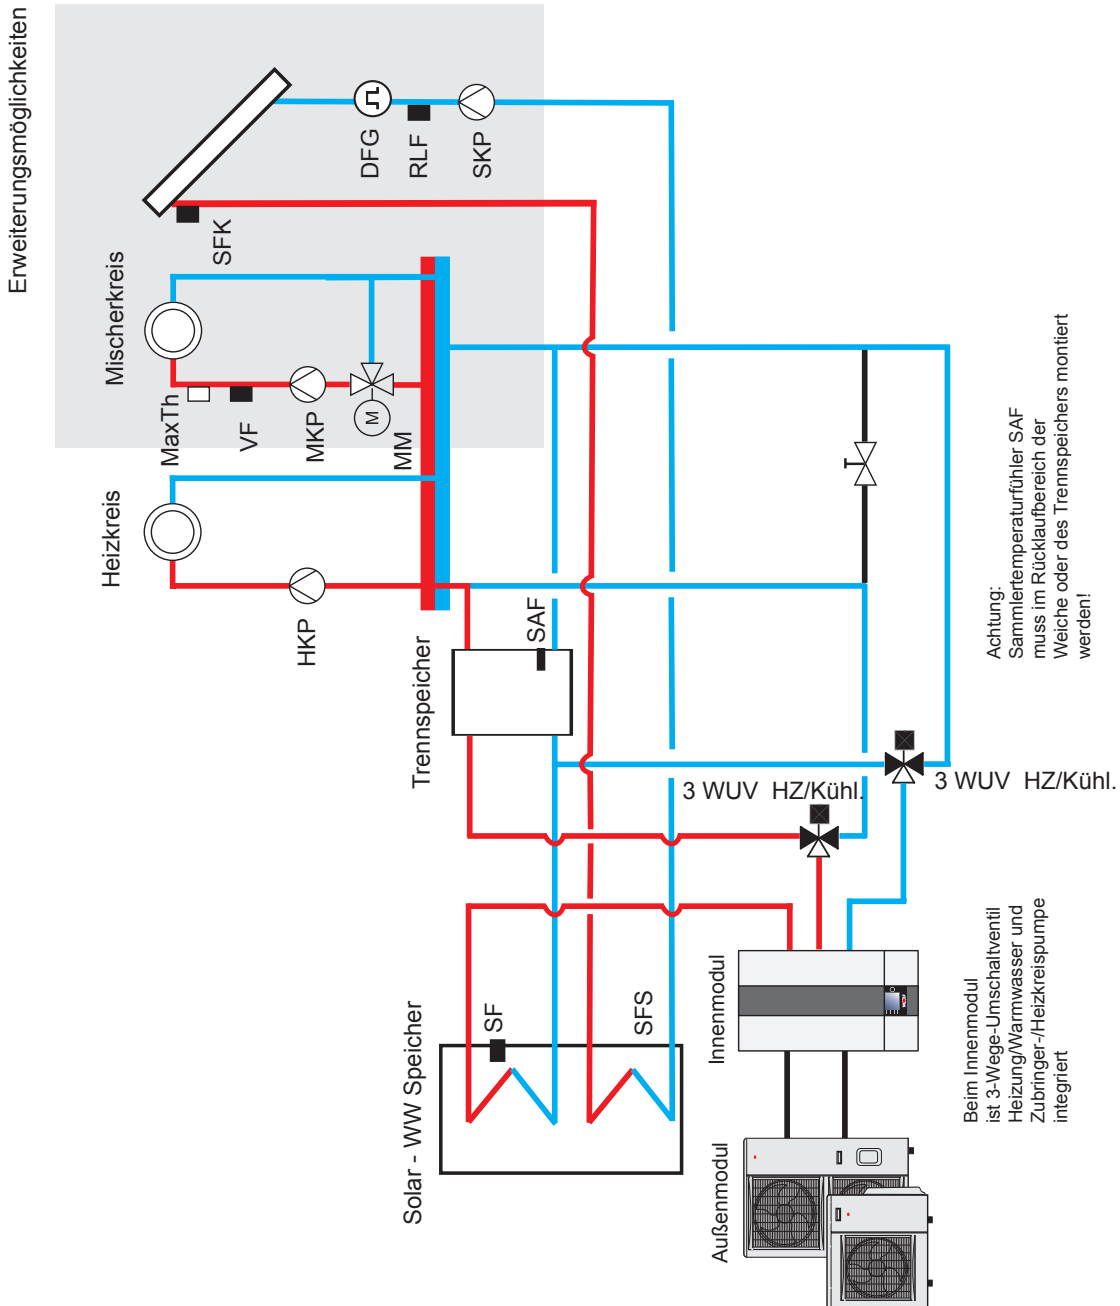 Erweiterungsmöglichkeiten
Mischerkreis
Heizkreis
MaxTh
VF
MKP
MM
M
HKP
SFK
DFG
RLF
SKP
Trennspeicher
SAF
3 WUV HZ/Kühl.
3 WUV HZ/Kühl.
Solar - WW Speicher
SF
SFS
Innenmodul
Außenmodul
Achtung:
Sammlertemperaturfühler SAF
muss im Rücklaufbereich der
Weiche oder des Trennspeichers montiert
werden!
Beim Innenmodul
ist 3-Wege-Umschaltventil
Heizung/Warmwasser und
Zubringer-/Heizkreispumpe
integriert